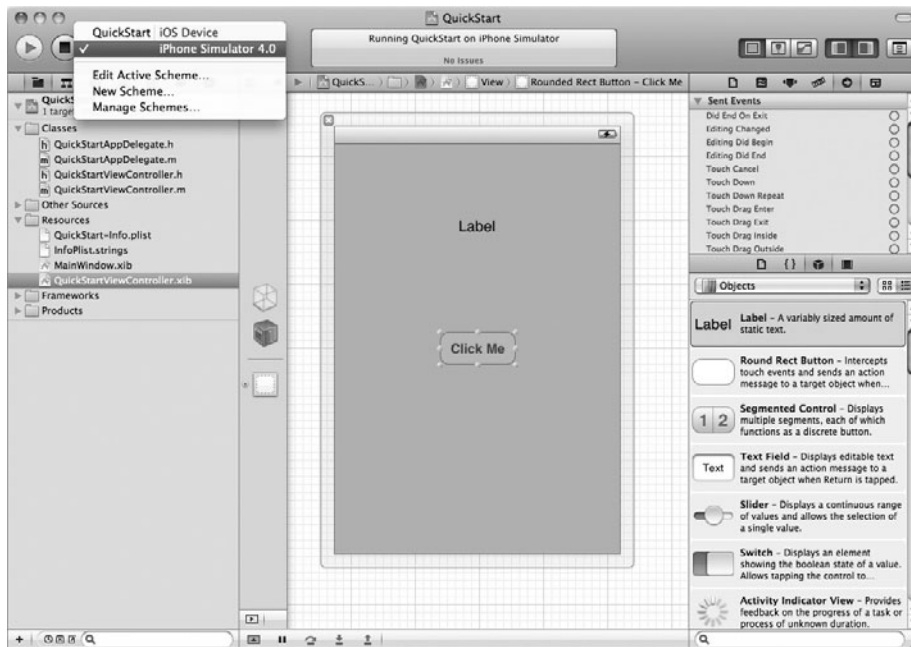 QuickStart
QuickStart iOS Device
✓ iPhone Simulator 4.0
Edit Active Scheme...
New Scheme...
Manage Schemes...
Running QuickStart on iPhone Simulator
No Issues
QuickS... View Rounded Rect Button – Click Me
1 targe
Classes
QuickStartAppDelegate.h
QuickStartAppDelegate.m
QuickStartViewController.h
QuickStartViewController.m
Other Sources
Resources
QuickStart-Info.plist
InfoPlist.strings
MainWindow.xib
QuickStartViewController.xib
Frameworks
Products
Label
Click Me
Sent Events
Did End On Exit
Editing Changed
Editing Did Begin
Editing Did End
Touch Cancel
Touch Down
Touch Down Repeat
Touch Drag Enter
Touch Drag Exit
Touch Drag Inside
Touch Drag Outside
{}
Objects
Label
Label – A variably sized amount of
static text.
Round Rect Button – Intercepts
touch events and sends an action
message to a target object when...
1 2
Segmented Control – Displays
multiple segments, each of which
functions as a discrete button.
Text
Text Field – Displays editable text
and sends an action message to a
target object when Return is tapped.
Slider – Displays a continuous range
of values and allows the selection of
a single value.
Switch – Displays an element
showing the boolean state of a value.
Allows tapping the control to...
Activity Indicator View – Provides
feedback on the progress of a task or
process of unknown duration.